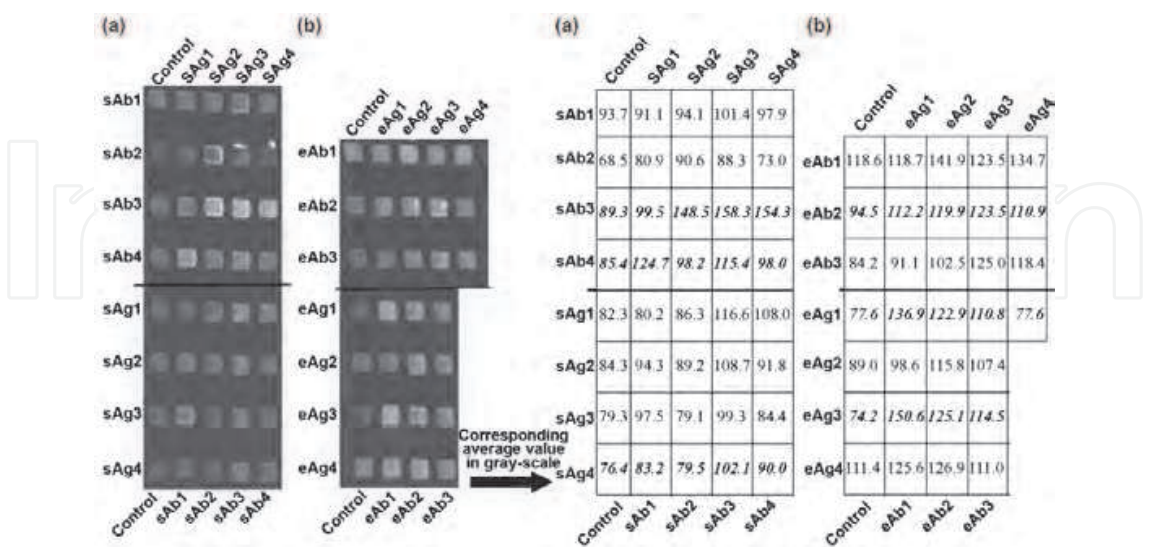 (a) (b) (a) (b)
Control SAg1 SAg2 SAg3 SAg4
sAb1
sAb2
sAb3
sAb4
sAg1
sAg2
sAg3
sAg4
Control sAb1 sAb2 sAb3 sAb4
Control eAg1 eAg2 eAg3 eAg4
eAb1
eAb2
eAb3
eAg1
eAg2
eAg3
eAg4
Control eAb1 eAb2 eAb3
Corresponding
average value
in gray-scale
Control SAg1 SAg2 SAg3 SAg4
sAb1 93.7 91.1 94.1 101.4 97.9
sAb2 68.5 80.9 90.6 88.3 73.0
sAb3 89.3 99.5 148.5 158.3 154.3
sAb4 85.4 124.7 98.2 115.4 98.0
sAg1 82.3 80.2 86.3 116.6 108.0
sAg2 84.3 94.3 89.2 108.7 91.8
sAg3 79.3 97.5 79.1 99.3 84.4
sAg4 76.4 83.2 79.5 102.1 90.0
Control sAb1 sAb2 sAb3 sAb4
Control eAg1 eAg2 eAg3 eAg4
eAb1 118.6 118.7 141.9 123.5 134.7
eAb2 94.5 112.2 119.9 123.5 110.9
eAb3 84.2 91.1 102.5 125.0 118.4
eAg1 77.6 136.9 122.9 110.8 77.6
eAg2 89.0 98.6 115.8 107.4
eAg3 74.2 150.6 125.1 114.5
eAg4 111.4 125.6 126.9 111.0
Control eAb1 eAb2 eAb3